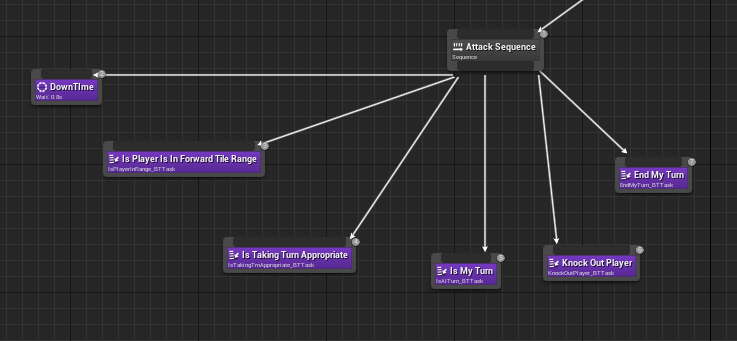 Attack Sequence
Sequence
DownTIme
Wait: 0.8s
Is Player Is In Forward Tile Range
IsPlayerInRange_BTTask
Is Taking Turn Appropriate
IsTakingTrnAppropriate_BTTask
Is My Turn
IsAITurn_BTTask
Knock Out Player
KnockOutPlayer_BTTask
End My Turn
EndMyTurn_BTTask